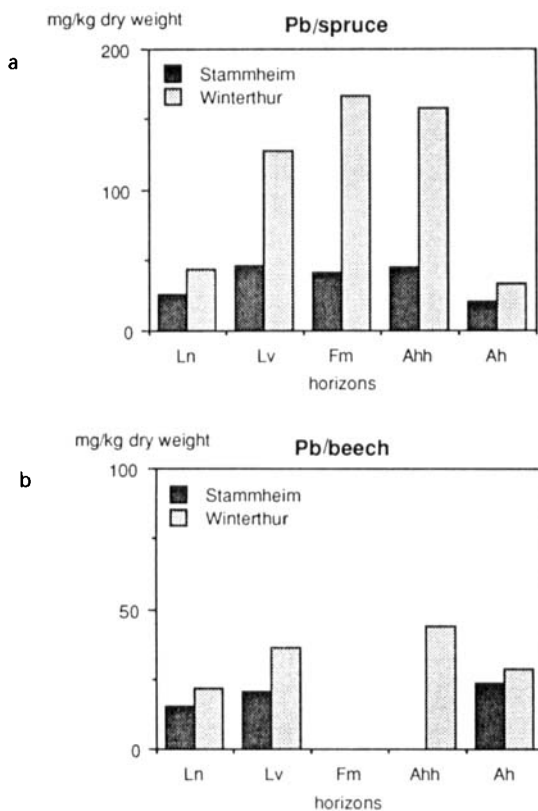 mg/kg dry weight
Pb/spruce
a
200
Stammheim
Winterthur
100
0
Ln Lv Fm Ahh Ah
horizons
mg/kg dry weight
Pb/beech
b
100
Stammheim
Winterthur
50
0
Ln Lv Fm Ahh Ah
horizons